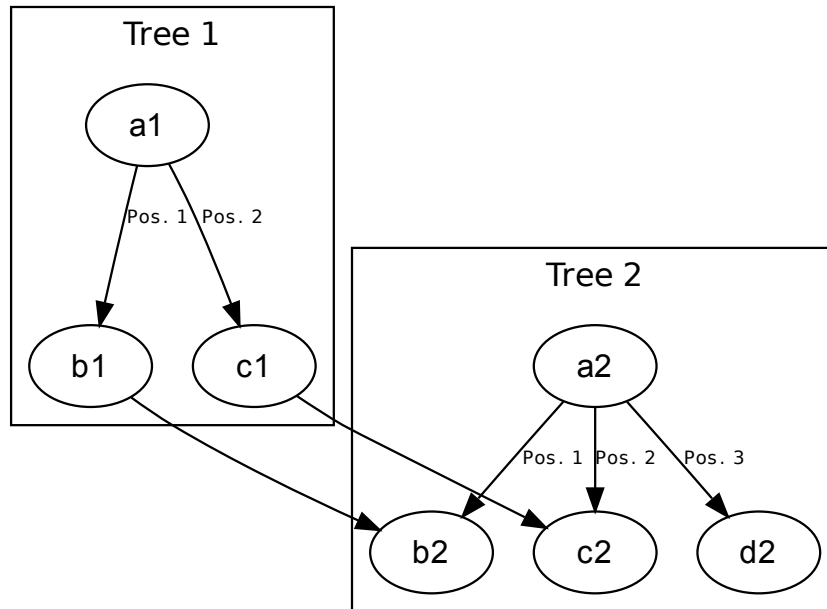 Tree 1
a1
Pos. 1 Pos. 2
b1 c1
Tree 2
a2
Pos. 1 Pos. 2 Pos. 3
b2 c2 d2